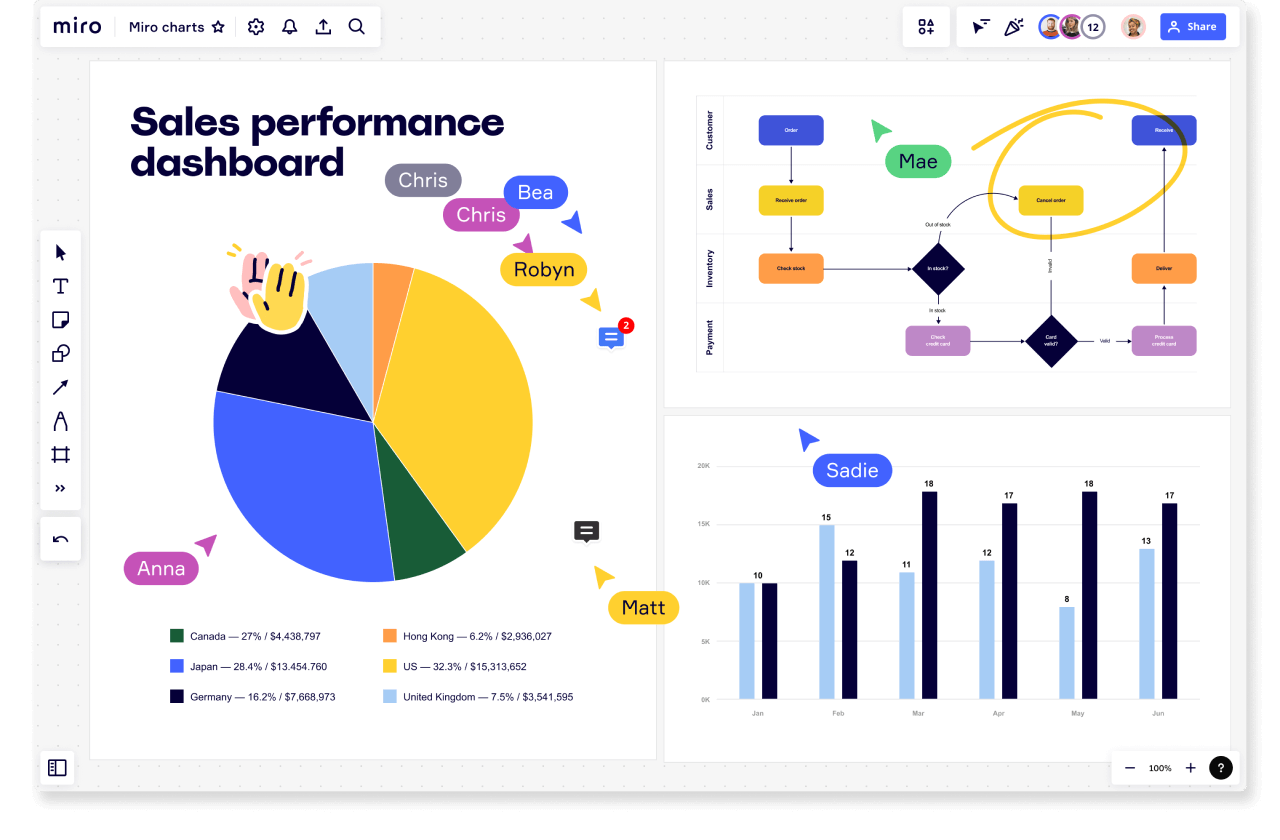 miro
Miro charts
12
Share
Sales performance
dashboard
Chris
Bea
Chris
Robyn
2
Anna
Matt
Canada — 27% / $4,438,797
Hong Kong — 6.2% / $2,936,027
Japan — 28.4% / $13.454.760
US — 32.3% / $15,313,652
Germany — 16.2% / $7,668,973
United Kingdom — 7.5% / $3,541,595
Customer
Order
Mae
Receive
Sales
Receive order
Cancel order
Out of stock
Inventory
Check stock
In stock?
Invalid
Deliver
In stock
Payment
Check
credit card
Card
valid?
Valid
Process
credit card
Sadie
20K
15K
10K
5K
0K
10
15
12
11
18
12
17
8
18
13
17
Jan
Feb
Mar
Apr
May
Jun
100%
?